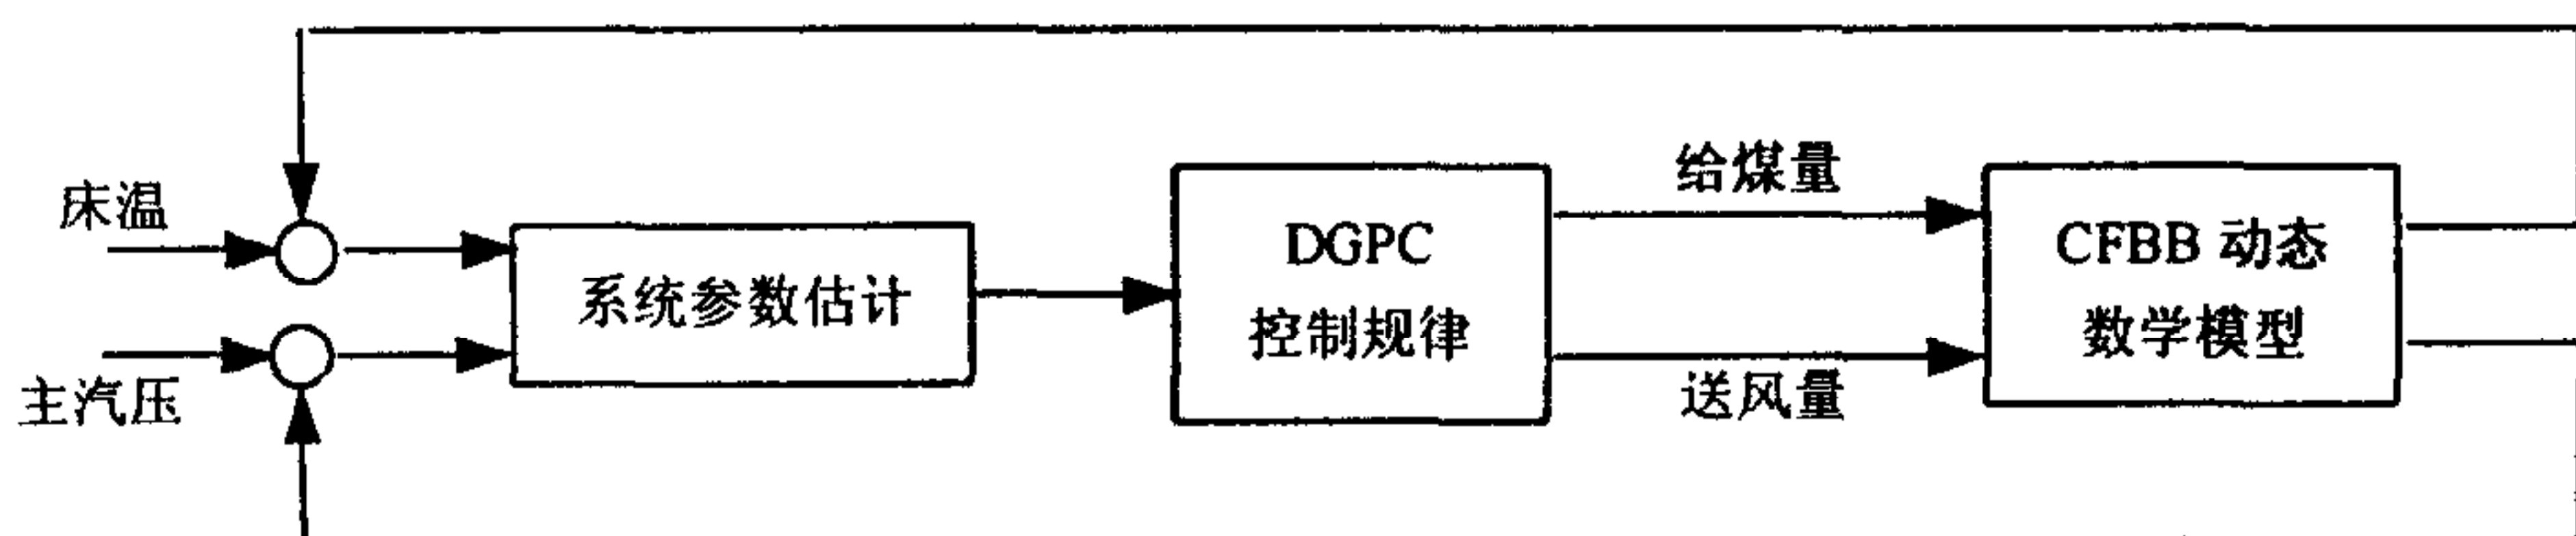 床温
主汽压
系统参数估计
DGPC
控制规律
给煤量
送风量
CFBB 动态
数学模型